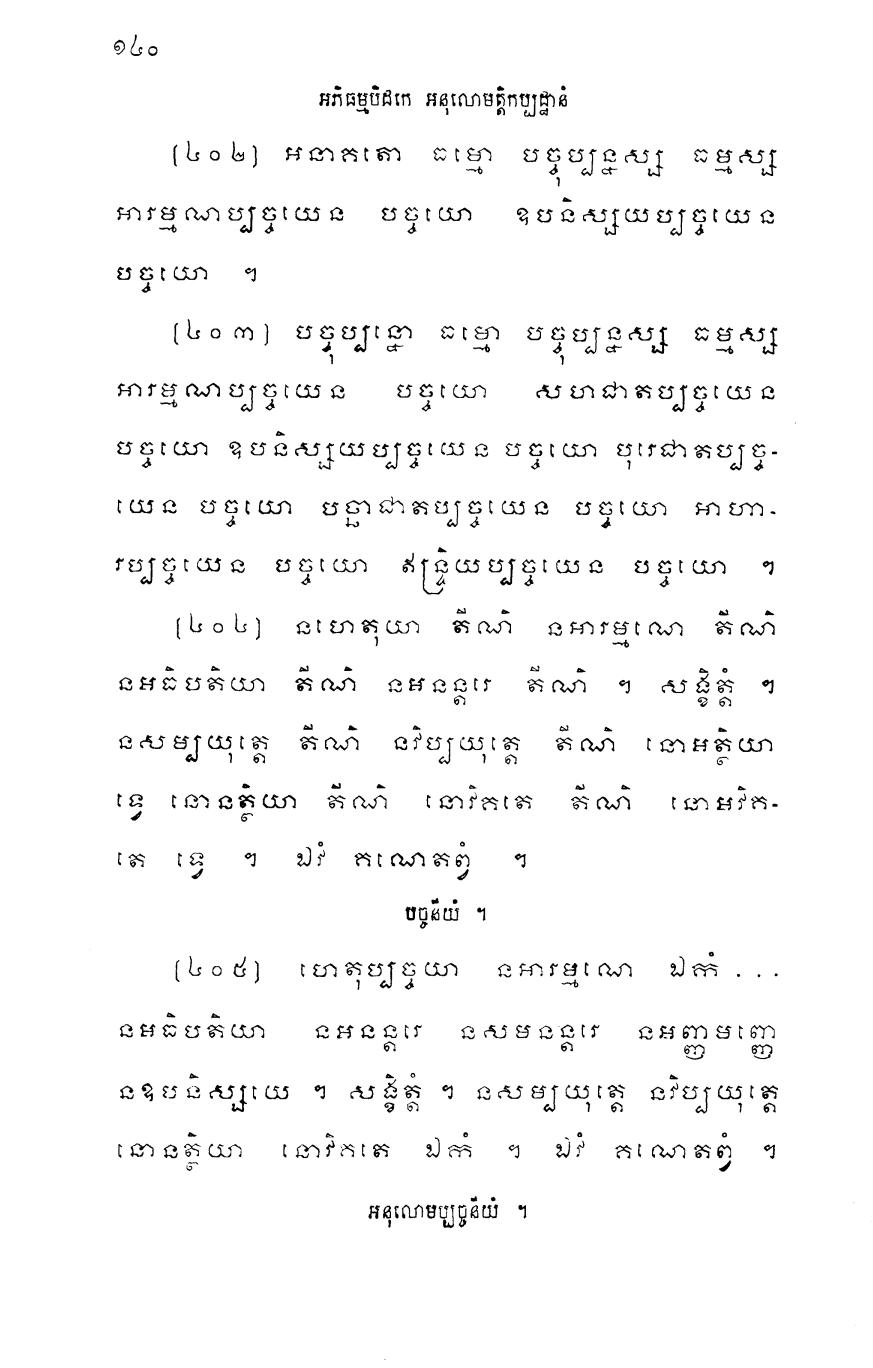 ១៤០
អភិធម្មបិដកេ អនុលោមត្តិកប្បដ្ឋានំ
(៤០២) អនាគតោ ធម្មោ បច្ចុប្បន្នស្ស ធម្មស្ស
អារម្មណប្បច្ចយេន បច្ចយោ ឧបនិស្សយប្បច្ចយេន
បច្ចយោ ។
(៤០៣) បច្ចុប្បន្នោ ធម្មោ បច្ចុប្បន្នស្ស ធម្មស្ស
អារម្មណប្បច្ចយេន បច្ចយោ សហជាតប្បច្ចយេន
បច្ចយោ ឧបនិស្សយប្បច្ចយេន បច្ចយោ បុរេជាតប្បច្ច-
យេន បច្ចយោ បច្ឆាជាតប្បច្ចយេន បច្ចយោ អាហា-
រប្បច្ចយេន បច្ចយោ ឥន្ទ្រិយប្បច្ចយេន បច្ចយោ ។
(៤០៤) នហេតុយា តីណិ នអារម្មណេ តីណិ
នអធិបតិយា តីណិ នអនន្តរេ តីណិ ។ សង្ខិត្តំ ។
នសម្បយុត្តេ តីណិ នវិប្បយុត្តេ តីណិ នោអត្ថិយា
ទ្វេ នោនត្ថិយា តីណិ នោវិគតេ តីណិ នោអវិគ-
តេ ទ្វេ ។ ឯវំ គណេតព្វំ ។
បច្ចនីយំ ។
(៤០៥) ហេតុប្បច្ចយា នអារម្មណេ ឯកំ ...
នអធិបតិយា នអនន្តរេ នសមនន្តរេ នអញ្ញមញ្ញេ
នឧបនិស្សយេ ។ សង្ខិត្តំ ។ នសម្បយុត្តេ នវិប្បយុត្តេ
នោនត្ថិយា នោវិគតេ ឯកំ ។ ឯវំ គណេតព្វំ ។
អនុលោមប្បច្ចនីយំ ។